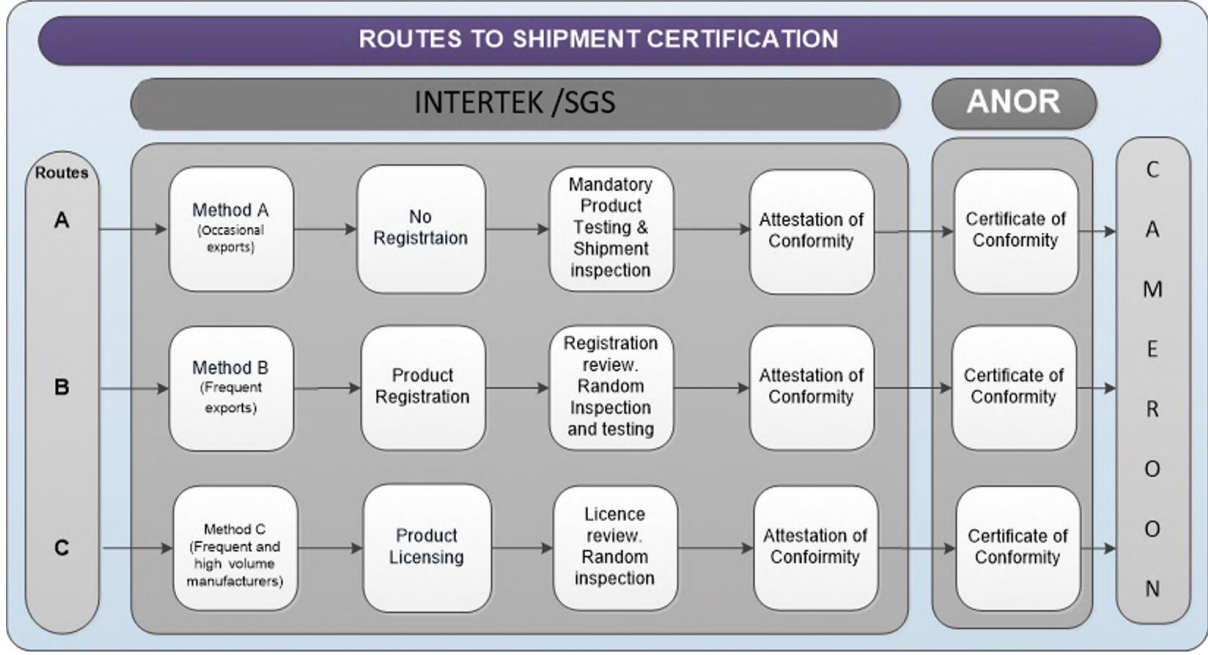 ROUTES TO SHIPMENT CERTIFICATION
INTERTEK /SGS
ANOR
Routes
A
Method A
(Occasional
exports)
No
Registrtaion
Mandatory
Product
Testing &
Shipment
inspection
Attestation of
Conformity
Certificate of
Conformity
B
Method B
(Frequent
exports)
Product
Registration
Registration
review.
Random
Inspection
and testing
Attestation of
Conformity
Certificate of
Conformity
C
Method C
(Frequent and
high volume
manufacturers)
Product
Licensing
Licence
review.
Random
inspection
Attestation of
Confoirmity
Certificate of
Conformity
C
A
M
E
R
O
O
N